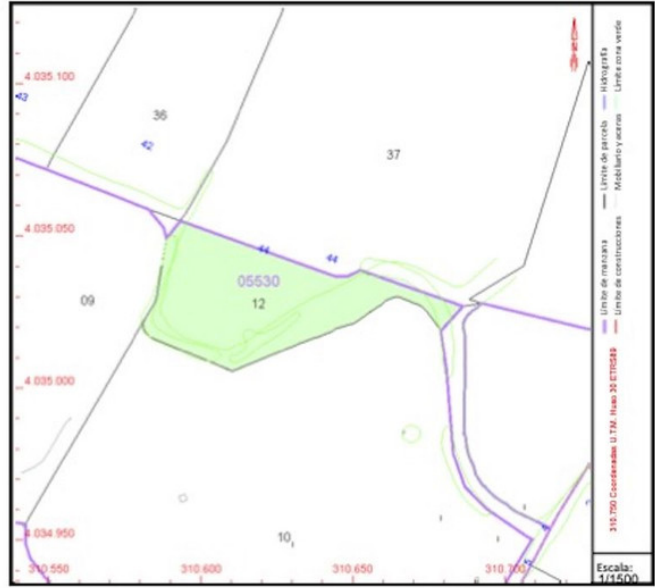 4.035.100
43
36
42
37
4.035.050
44
44
05530
12
09
4.035.000
4.034.950
10
310.550
310.600
310.650
310.700
310.750 Coordenadas U.T.M. Huso 30 ETRS89
Límite de manzana
Límite de construcciones
Límite de parcela
Mobiliario y aceras
Hidrografía
Límite zona verde
Escala:
1/1500